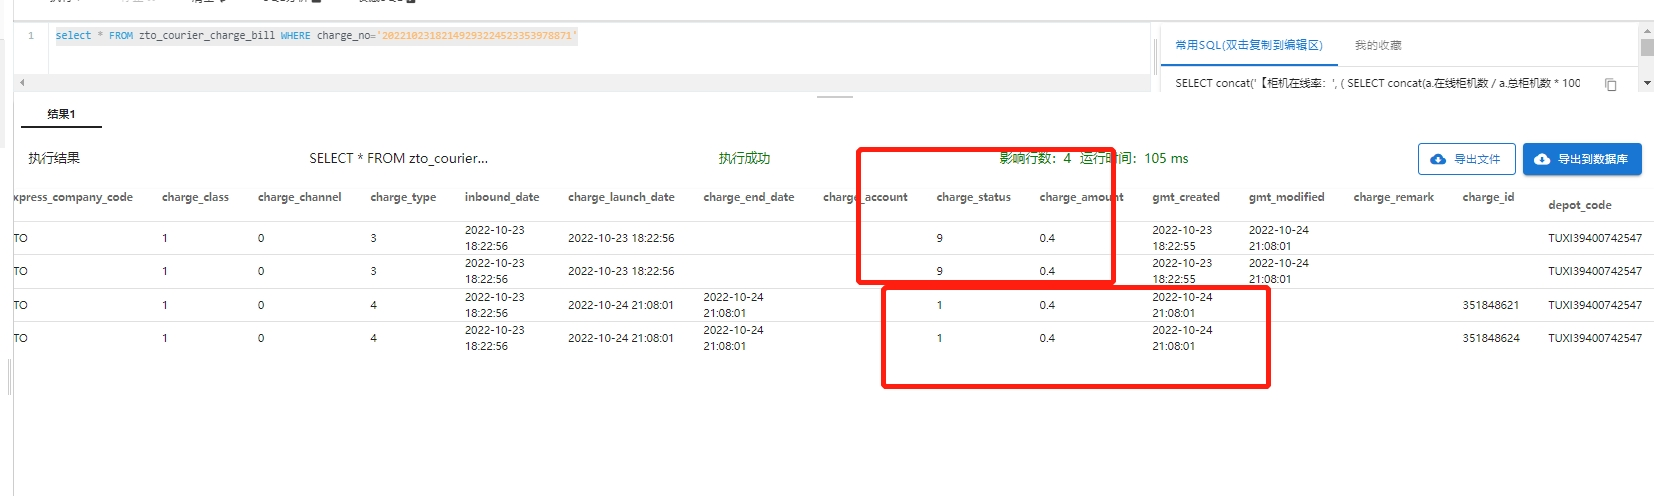 1 select * FROM zto_courier_charge_bill WHERE charge_no='20221023182149293224523353978871'
常用SQL(双击复制到编辑区) 我的收藏
SELECT concat('【柜机在线率：', ( SELECT concat(a.在线柜机数 / a.总柜机数 * 100
结果1
执行结果 SELECT * FROM zto_courier... 执行成功 影响行数：4 运行时间：105 ms 导出文件 导出到数据库
xpress_company_code charge_class charge_channel charge_type inbound_date charge_launch_date charge_end_date charge_account charge_status charge_amount gmt_created gmt_modified charge_remark charge_id depot_code
TO 1 0 3 2022-10-23 18:22:56 2022-10-23 18:22:56 9 0.4 2022-10-23 18:22:55 2022-10-24 21:08:01 TUXI39400742547
TO 1 0 3 2022-10-23 18:22:56 2022-10-23 18:22:56 9 0.4 2022-10-23 18:22:55 2022-10-24 21:08:01 TUXI39400742547
TO 1 0 4 2022-10-23 18:22:56 2022-10-24 21:08:01 2022-10-24 21:08:01 1 0.4 2022-10-24 21:08:01 351848621 TUXI39400742547
TO 1 0 4 2022-10-23 18:22:56 2022-10-24 21:08:01 2022-10-24 21:08:01 1 0.4 2022-10-24 21:08:01 351848624 TUXI39400742547